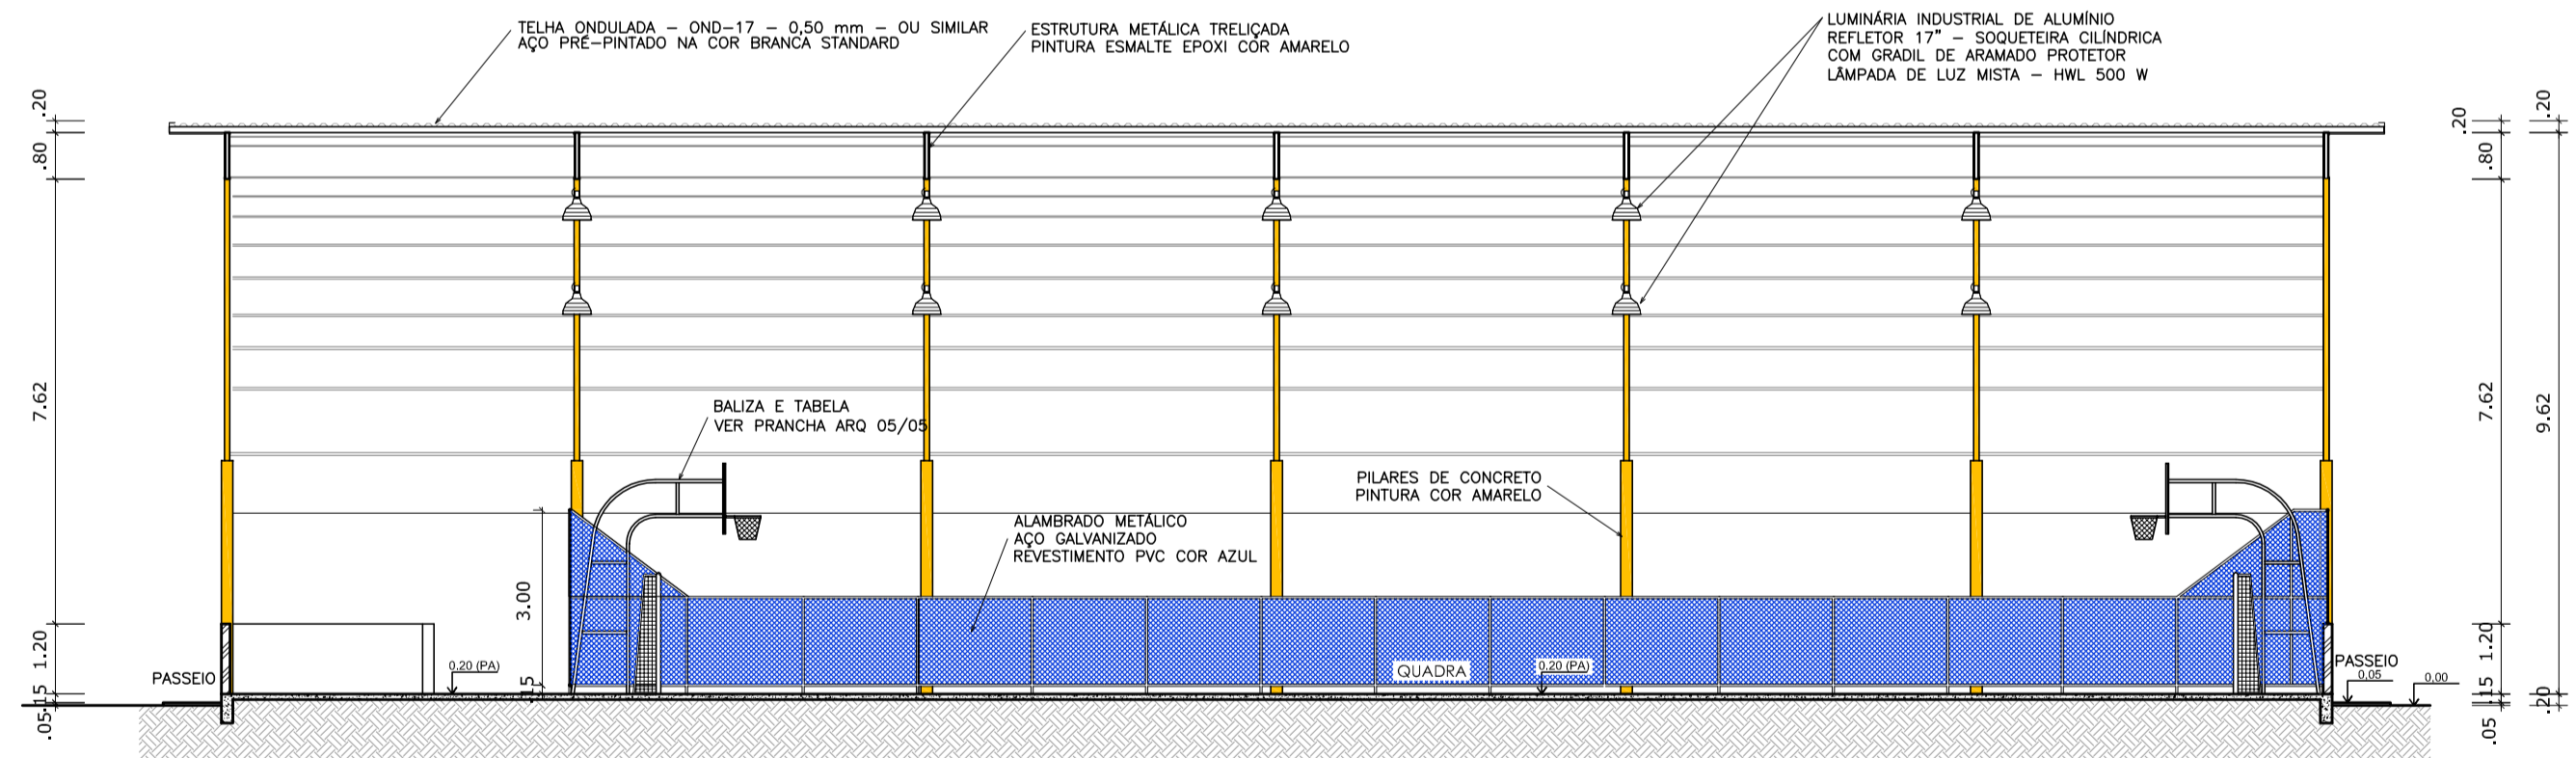 TELHA ONDULADA – OND-17 – 0,50 mm – OU SIMILAR
AÇO PRÉ-PINTADO NA COR BRANCA STANDARD
ESTRUTURA METÁLICA TRELIÇADA
PINTURA ESMALTE EPOXI COR AMARELO
LUMINÁRIA INDUSTRIAL DE ALUMÍNIO
REFLETOR 17" – SOQUETEIRA CILÍNDRICA
COM GRADIL DE ARAMADO PROTETOR
LÂMPADA DE LUZ MISTA – HWL 500 W
.20
.80
7.62
1.20
.15
.05
BALIZA E TABELA
VER PRANCHA ARQ 05/05
PILARES DE CONCRETO
PINTURA COR AMARELO
ALAMBRADO METÁLICO
AÇO GALVANIZADO
REVESTIMENTO PVC COR AZUL
3.00
.15
PASSEIO
0.20 (PA)
QUADRA
0.20 (PA)
PASSEIO
0,05
0,00
.20
.80
7.62
1.20
.15
.05
.20
9.62
.20